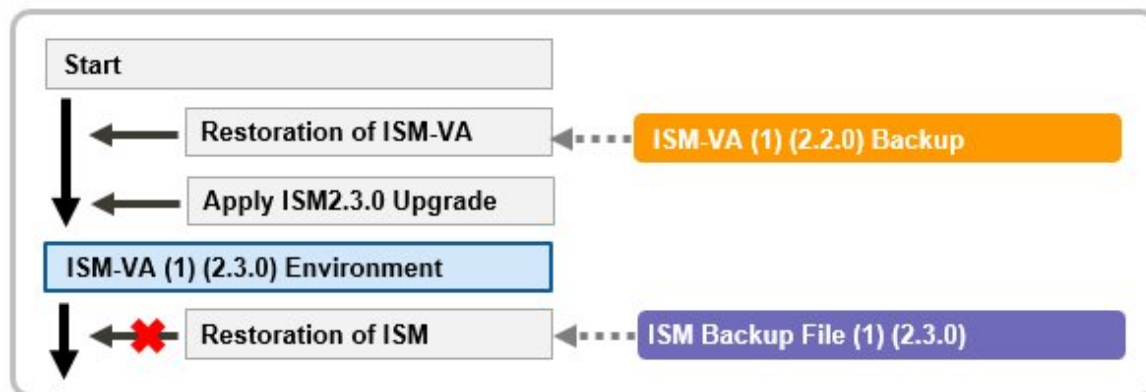 Start
Restoration of ISM-VA
ISM-VA (1) (2.2.0) Backup
Apply ISM2.3.0 Upgrade
ISM-VA (1) (2.3.0) Environment
Restoration of ISM
ISM Backup File (1) (2.3.0)